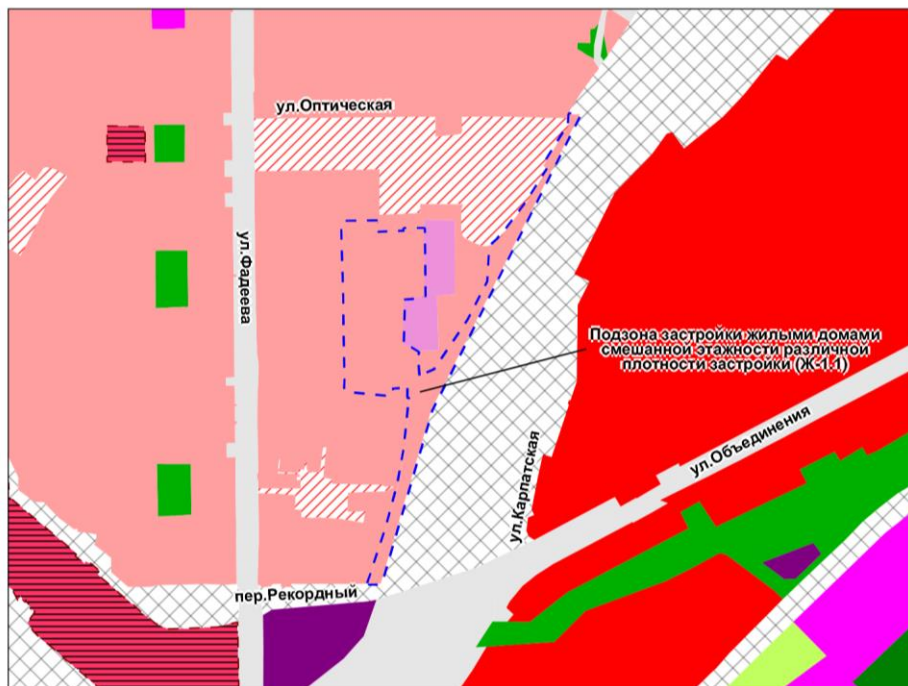 ул.Оптическая
ул.Фадеева
Подзона застройки жилыми домами
смешанной этажности различной
плотности застройки (Ж-1.1)
ул.Объединения
ул.Карпатская
пер.Рекордный